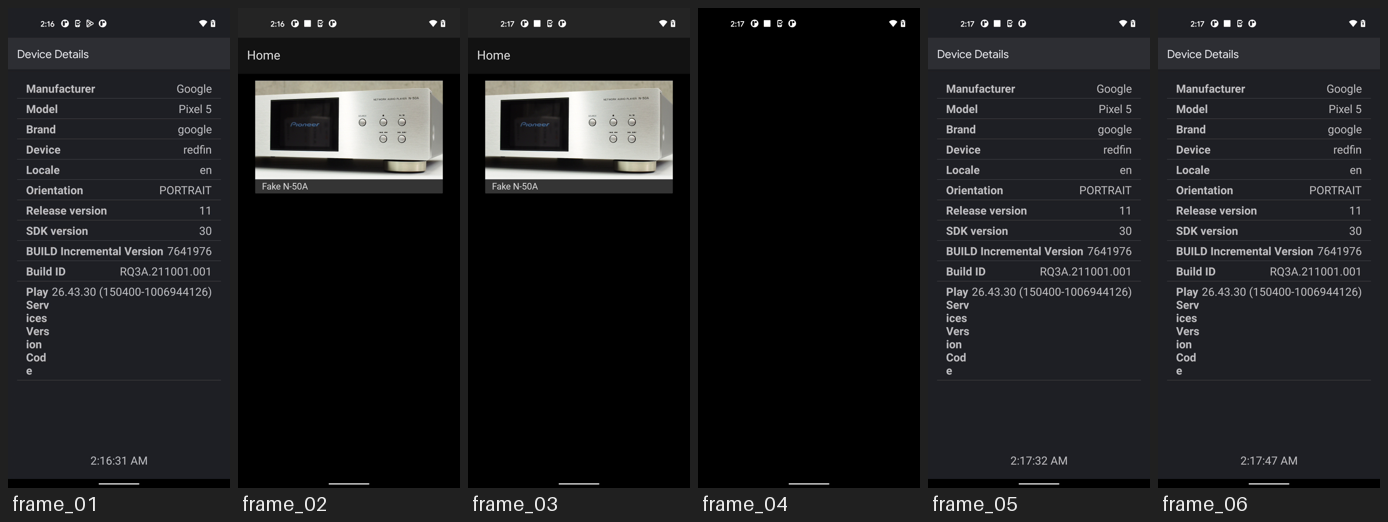 2:16
Device Details
Manufacturer Google
Model Pixel 5
Brand google
Device redfin
Locale en
Orientation PORTRAIT
Release version 11
SDK version 30
BUILD Incremental Version 7641976
Build ID RQ3A.211001.001
Play 26.43.30 (150400-1006944126)
Serv
ices
Vers
ion
Cod
e
2:16:31 AM
frame_01
2:16
Home
Pioneer
Fake N-50A
frame_02
2:17
Home
Pioneer
Fake N-50A
frame_03
2:17
frame_04
2:17
Device Details
Manufacturer Google
Model Pixel 5
Brand google
Device redfin
Locale en
Orientation PORTRAIT
Release version 11
SDK version 30
BUILD Incremental Version 7641976
Build ID RQ3A.211001.001
Play 26.43.30 (150400-1006944126)
Serv
ices
Vers
ion
Cod
e
2:17:32 AM
frame_05
2:17
Device Details
Manufacturer Google
Model Pixel 5
Brand google
Device redfin
Locale en
Orientation PORTRAIT
Release version 11
SDK version 30
BUILD Incremental Version 7641976
Build ID RQ3A.211001.001
Play 26.43.30 (150400-1006944126)
Serv
ices
Vers
ion
Cod
e
2:17:47 AM
frame_06